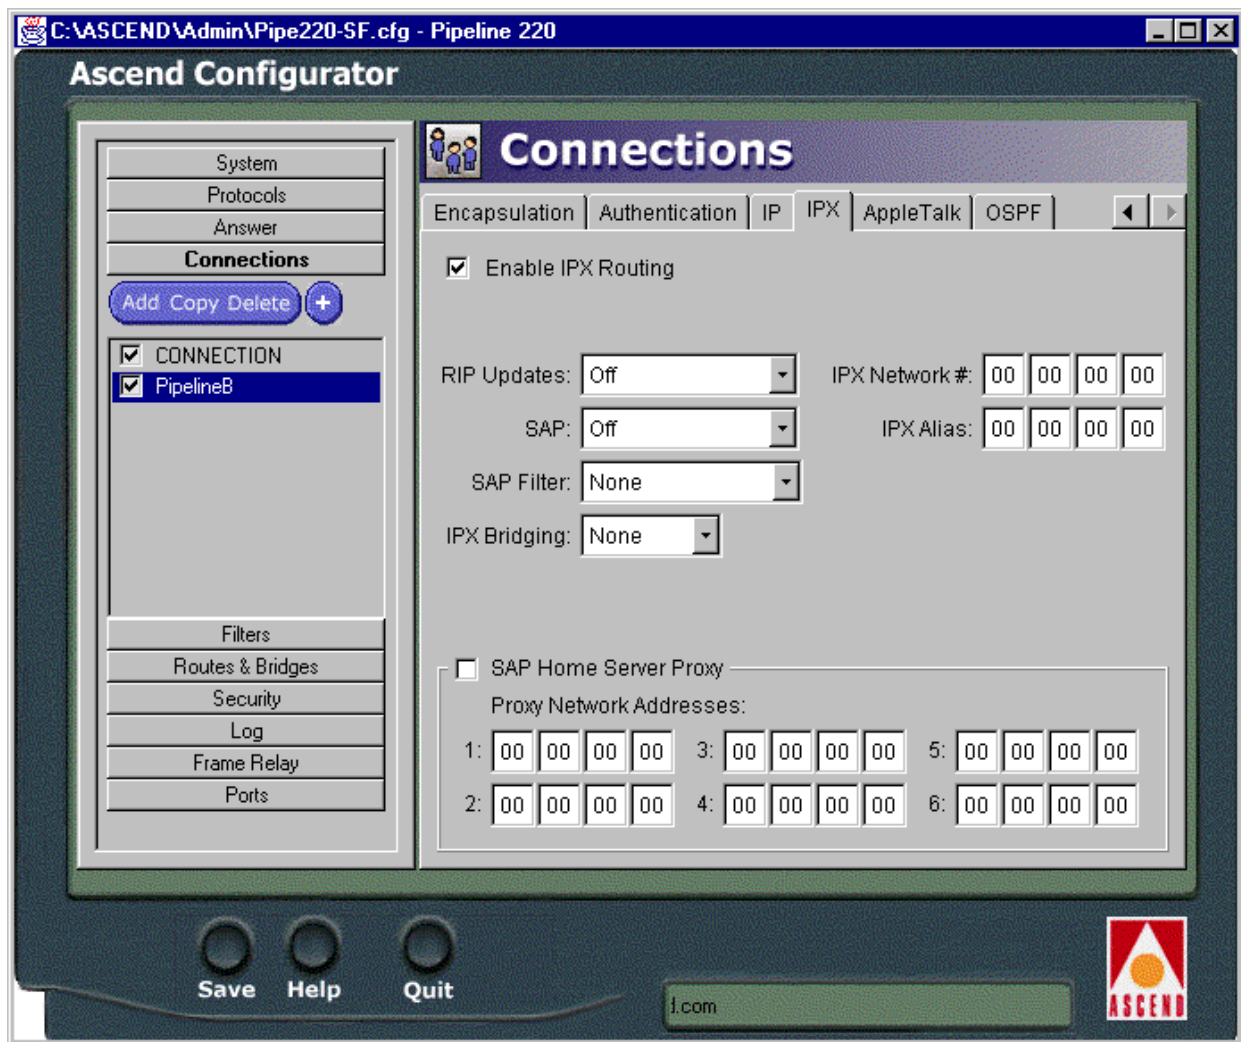 C:\ASCEND\Admin\Pipe220-SF.cfg - Pipeline 220
Ascend Configurator
System
Protocols
Answer
Connections
Add Copy Delete +
CONNECTION
PipelineB
Filters
Routes & Bridges
Security
Log
Frame Relay
Ports
Connections
Encapsulation Authentication IP IPX AppleTalk OSPF
Enable IPX Routing
RIP Updates: Off IPX Network #: 00 00 00 00
SAP: Off IPX Alias: 00 00 00 00
SAP Filter: None
IPX Bridging: None
SAP Home Server Proxy
Proxy Network Addresses:
1: 00 00 00 00 3: 00 00 00 00 5: 00 00 00 00
2: 00 00 00 00 4: 00 00 00 00 6: 00 00 00 00
Save Help Quit
.com
ASCEND